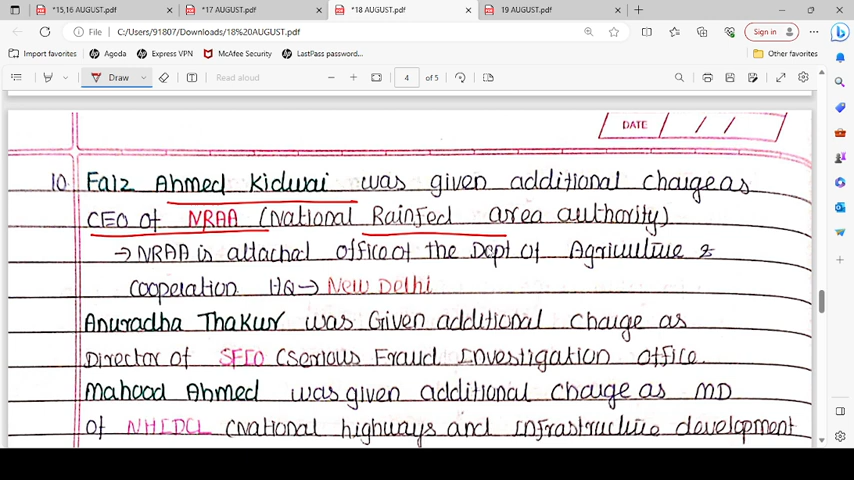 *15,16 AUGUST.pdf
*17 AUGUST.pdf
*18 AUGUST.pdf
19 AUGUST.pdf
File C:/Users/91807/Downloads/18%20AUGUST.pdf
Sign in
Import favorites
Agoda
Express VPN
McAfee Security
LastPass password...
Other favorites
Draw
Read aloud
4 of 5
DATE / /
10 Faiz Ahmed Kidwai was given additional charge as
CEO of NRAA (National Rainfed area authority)
→ NRAA is attachal office of the Dept of Agriculture &
cooperation HQ → New Delhi
Anuradha Thakur was Given additional charge as
Director of SFIO (Serious Fraud Investigation office.
Mahood Ahmed was given additional charge as MD
of NHIDCL (National highways and Infrastructure development